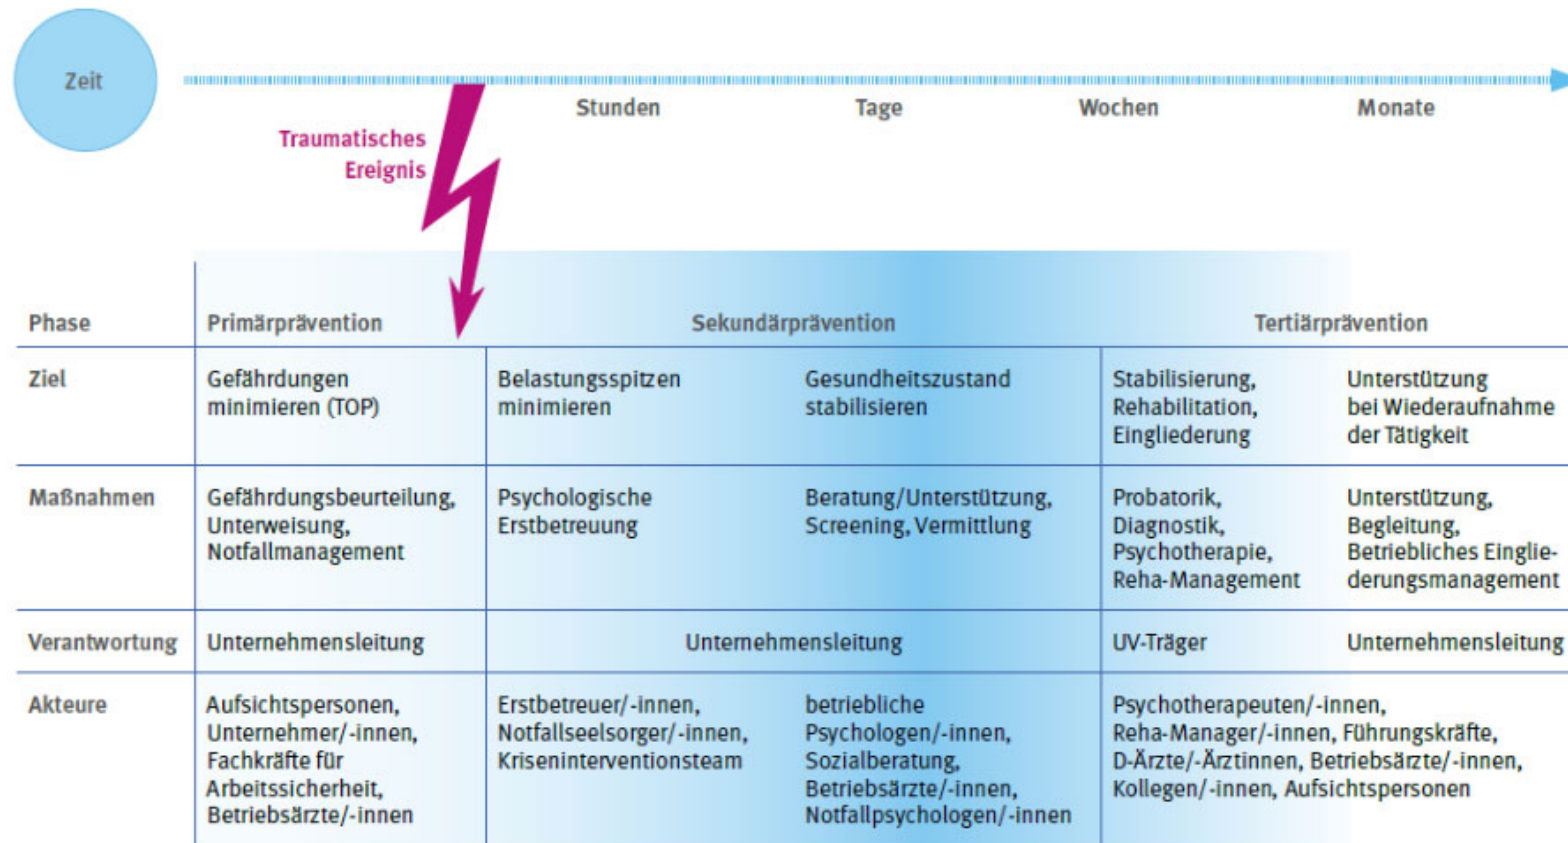 Zeit
Stunden
Tage
Wochen
Monate
Traumatisches
Ereignis
Phase
Primärprävention
Sekundärprävention
Tertiärprävention
Ziel
Gefährdungen
minimieren (TOP)
Belastungsspitzen
minimieren
Gesundheitszustand
stabilisieren
Stabilisierung,
Rehabilitation,
Eingliederung
Unterstützung
bei Wiederaufnahme
der Tätigkeit
Maßnahmen
Gefährdungsbeurteilung,
Unterweisung,
Notfallmanagement
Psychologische
Erstbetreuung
Beratung/Unterstützung,
Screening, Vermittlung
Probatorik,
Diagnostik,
Psychotherapie,
Reha-Management
Unterstützung,
Begleitung,
Betriebliches Einglie-
derungsmanagement
Verantwortung
Unternehmensleitung
Unternehmensleitung
UV-Träger
Unternehmensleitung
Akteure
Aufsichtspersonen,
Unternehmer/-innen,
Fachkräfte für
Arbeitssicherheit,
Betriebsärzte/-innen
Erstbetreuer/-innen,
Notfallseelsorger/-innen,
Kriseninterventionsteam
betriebliche
Psychologen/-innen,
Sozialberatung,
Betriebsärzte/-innen,
Notfallpsychologen/-innen
Psychotherapeuten/-innen,
Reha-Manager/-innen, Führungskräfte,
D-Ärzte/-Ärztinnen, Betriebsärzte/-innen,
Kollegen/-innen, Aufsichtspersonen